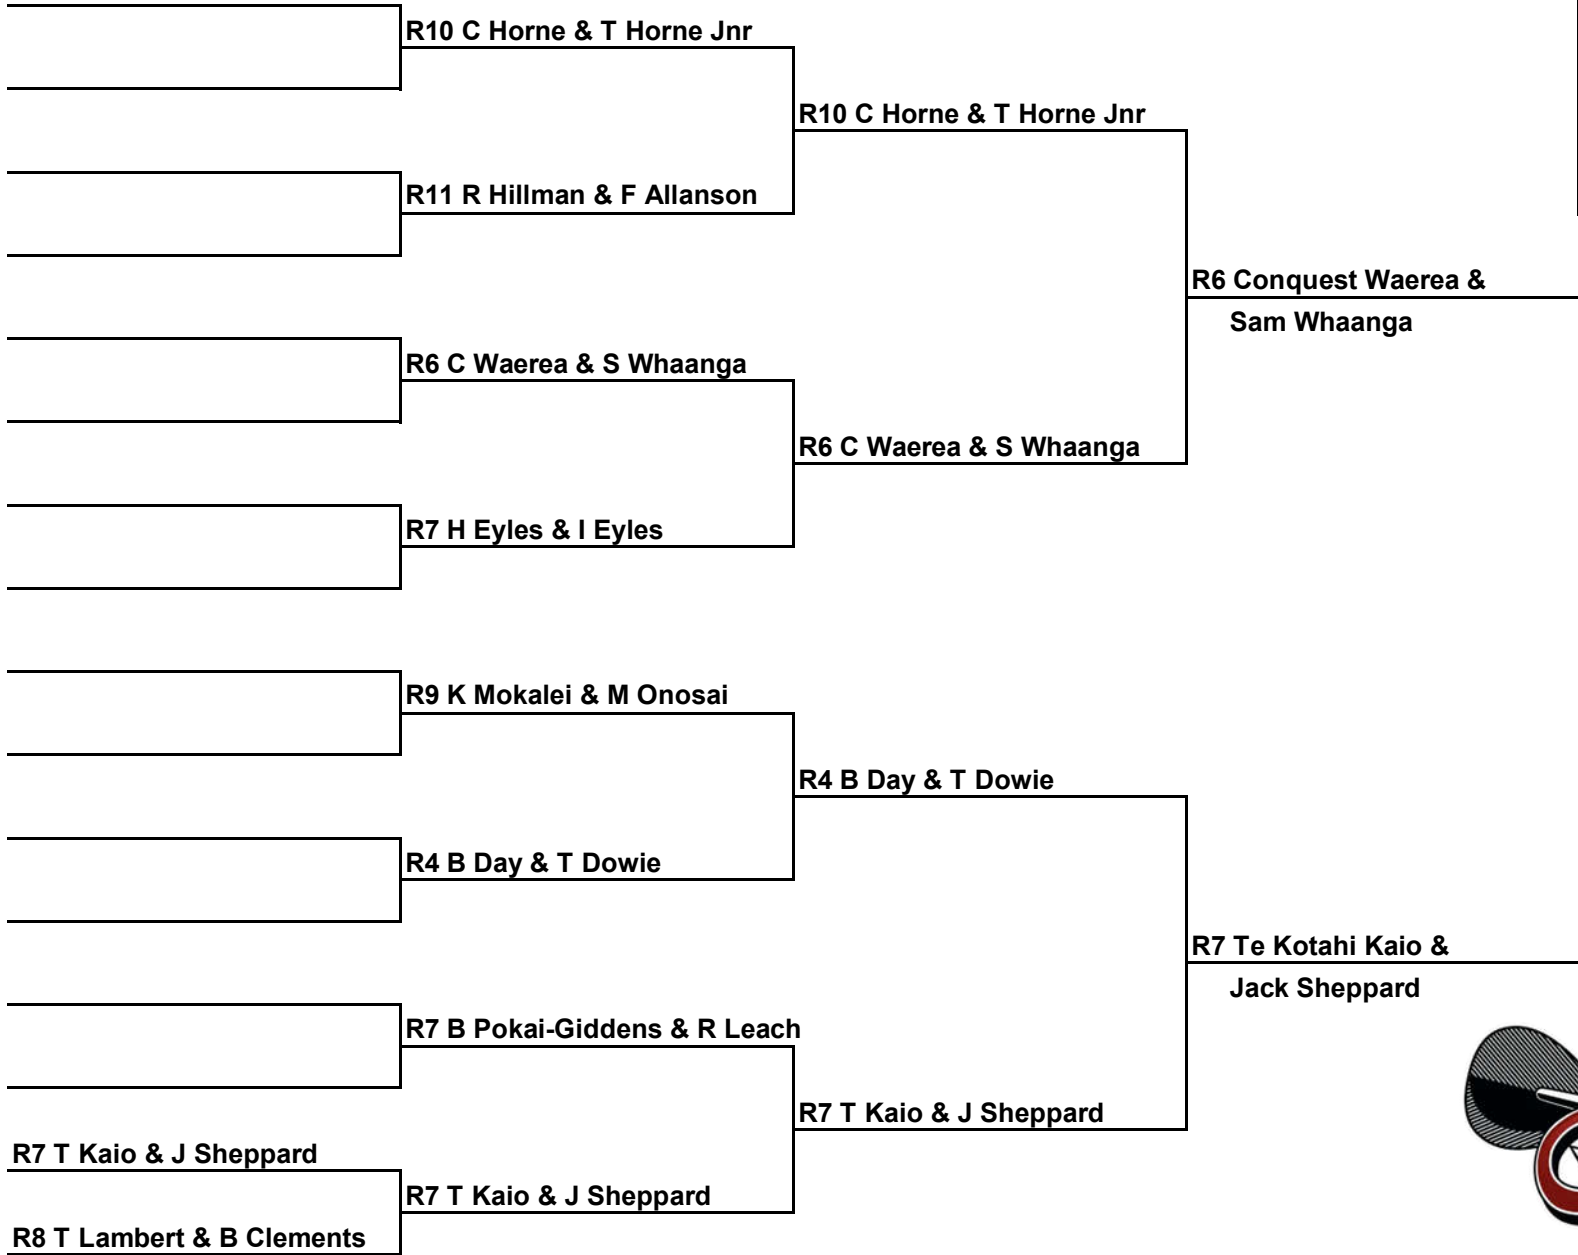 R10 C Horne & T Horne Jnr
R10 C Horne & T Horne Jnr
R11 R Hillman & F Allanson
R6 Conquest Waerea &
Sam Whaanga
R6 C Waerea & S Whaanga
R6 C Waerea & S Whaanga
R7 H Eyles & I Eyles
R9 K Mokalei & M Onosai
R4 B Day & T Dowie
R4 B Day & T Dowie
R7 Te Kotahi Kaio &
Jack Sheppard
R7 B Pokai-Giddens & R Leach
R7 T Kaio & J Sheppard
R7 T Kaio & J Sheppard
R7 T Kaio & J Sheppard
R8 T Lambert & B Clements